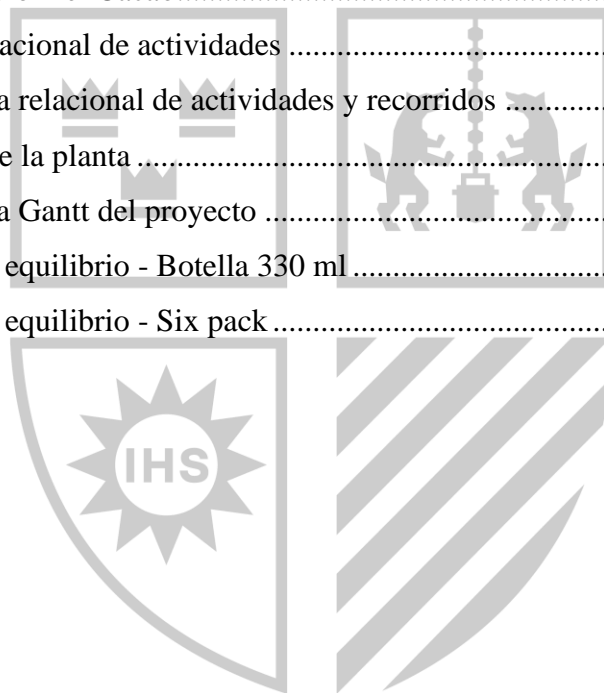 acional de actividades ........................................
a relacional de actividades y recorridos .............
e la planta ...........................................................
a Gantt del proyecto ...........................................
equilibrio - Botella 330 ml ................................
equilibrio - Six pack ..........................................
IHS